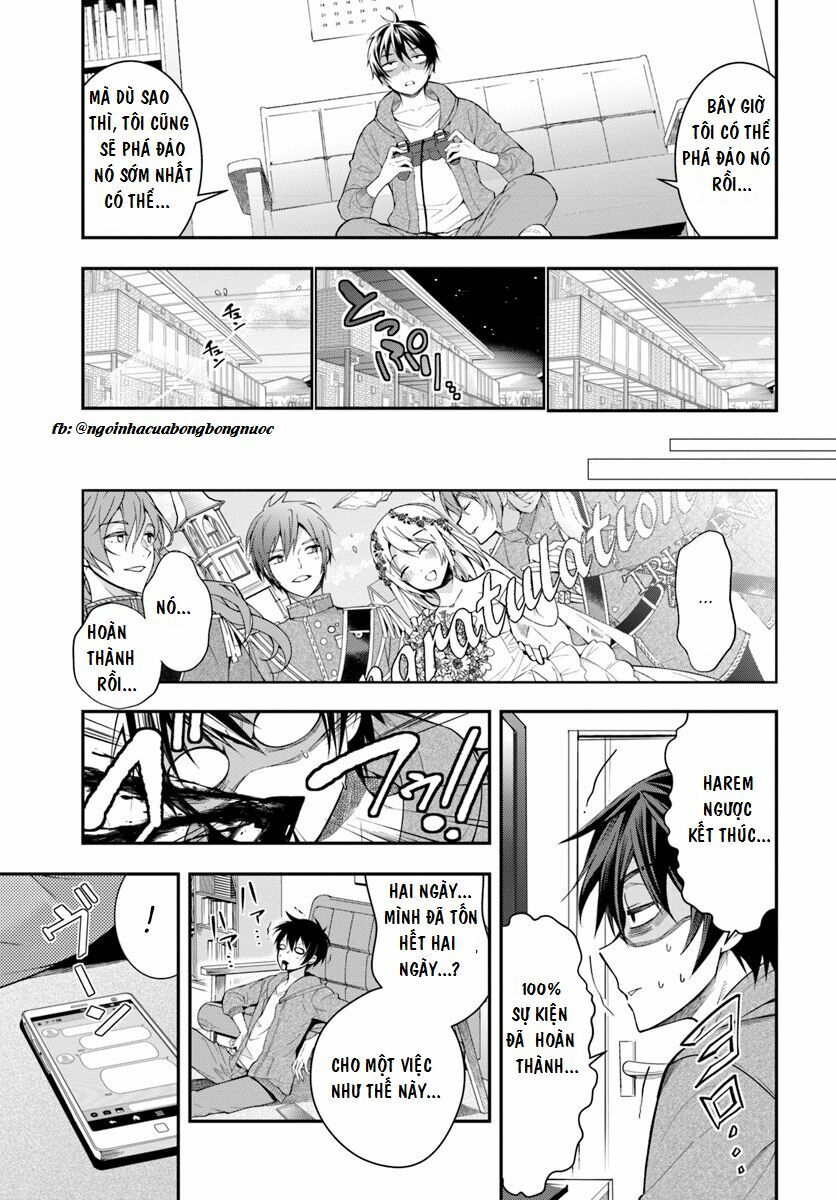 BÂY GIỜ
TÔI CÓ THỂ
PHÁ ĐẢO NÓ
RỒI...
MÀ DÙ SAO
THÌ, TÔI CŨNG
SẼ PHÁ ĐẢO
NÓ SỚM NHẤT
CÓ THỂ...
とっぷり...
チュン
チュン
fb: @ngoinhacuabongbongnuoc
...
ngratulation
NÓ...
HOÀN
THÀNH
RỒI...
HAREM
NGƯỢC
KẾT THÚC...
100%
SỰ KIỆN
ĐÃ HOÀN
THÀNH...
HAI NGÀY...
MÌNH ĐÃ TỐN
HẾT HAI
NGÀY...?
CHO MỘT VIỆC
NHƯ THẾ NÀY...
!